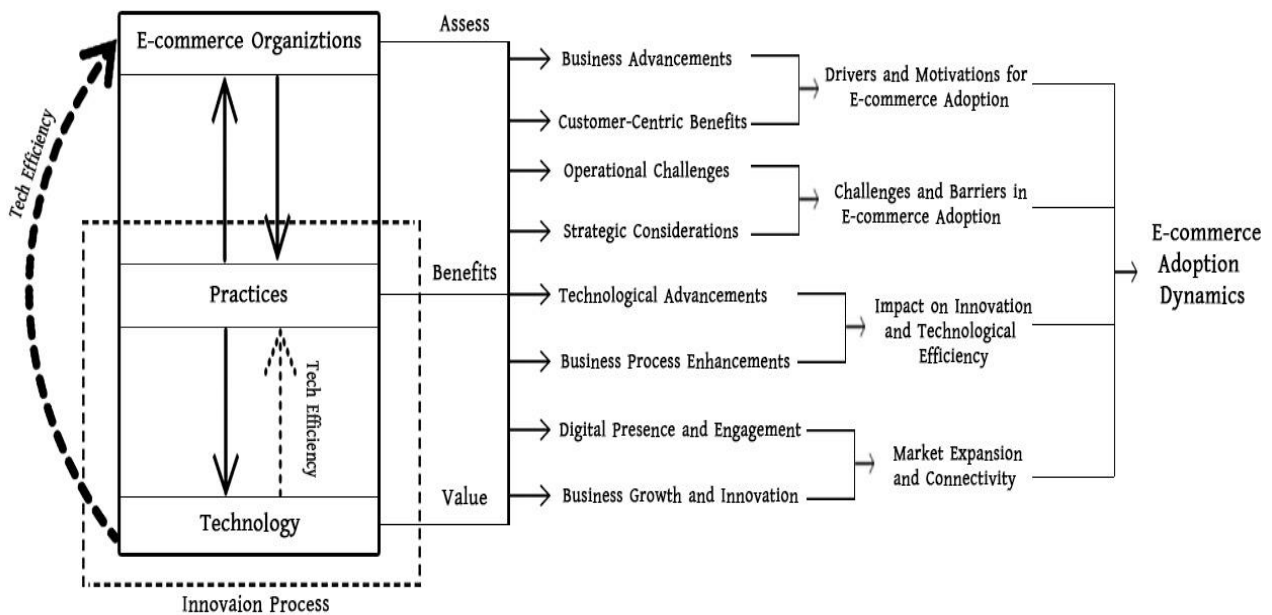 E-commerce Organiztions
Tech Efficiency
Practices
Tech Efficiency
Technology
Innovaion Process
Assess
Benefits
Value
Business Advancements
Customer-Centric Benefits
Operational Challenges
Strategic Considerations
Technological Advancements
Business Process Enhancements
Digital Presence and Engagement
Business Growth and Innovation
Drivers and Motivations for
E-commerce Adoption
Challenges and Barriers in
E-commerce Adoption
Impact on Innovation
and Technological
Efficiency
Market Expansion
and Connectivity
E-commerce
Adoption
Dynamics